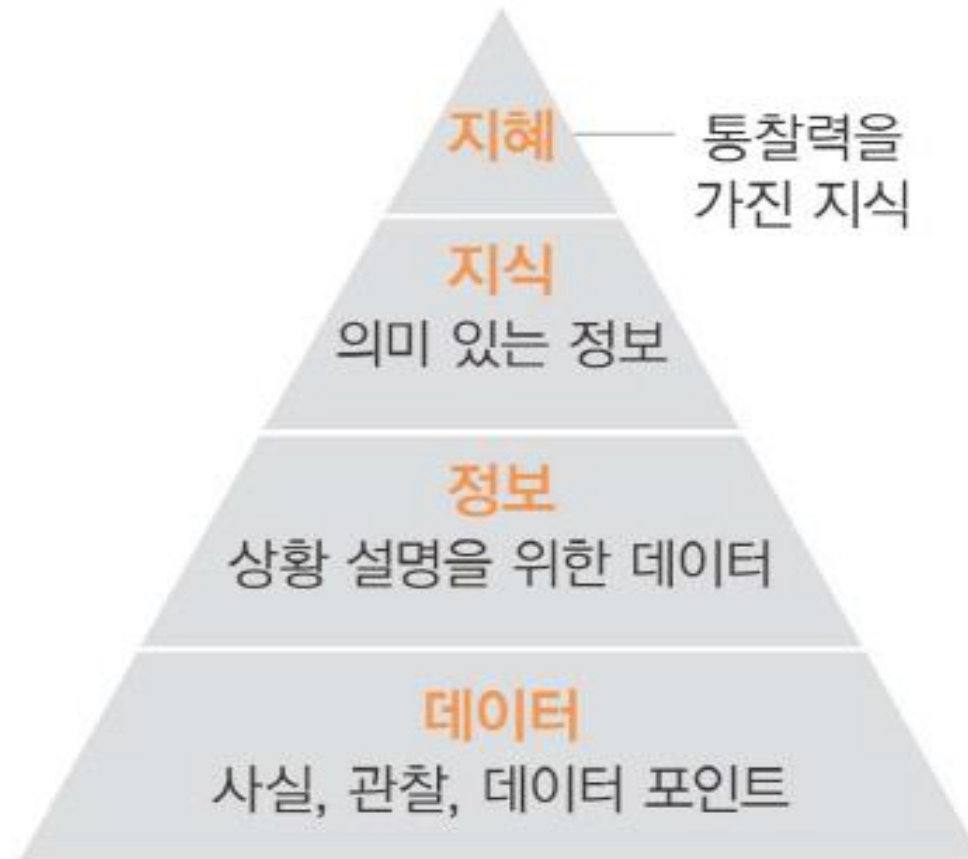 지혜
통찰력을
가진 지식
지식
의미 있는 정보
정보
상황 설명을 위한 데이터
데이터
사실, 관찰, 데이터 포인트